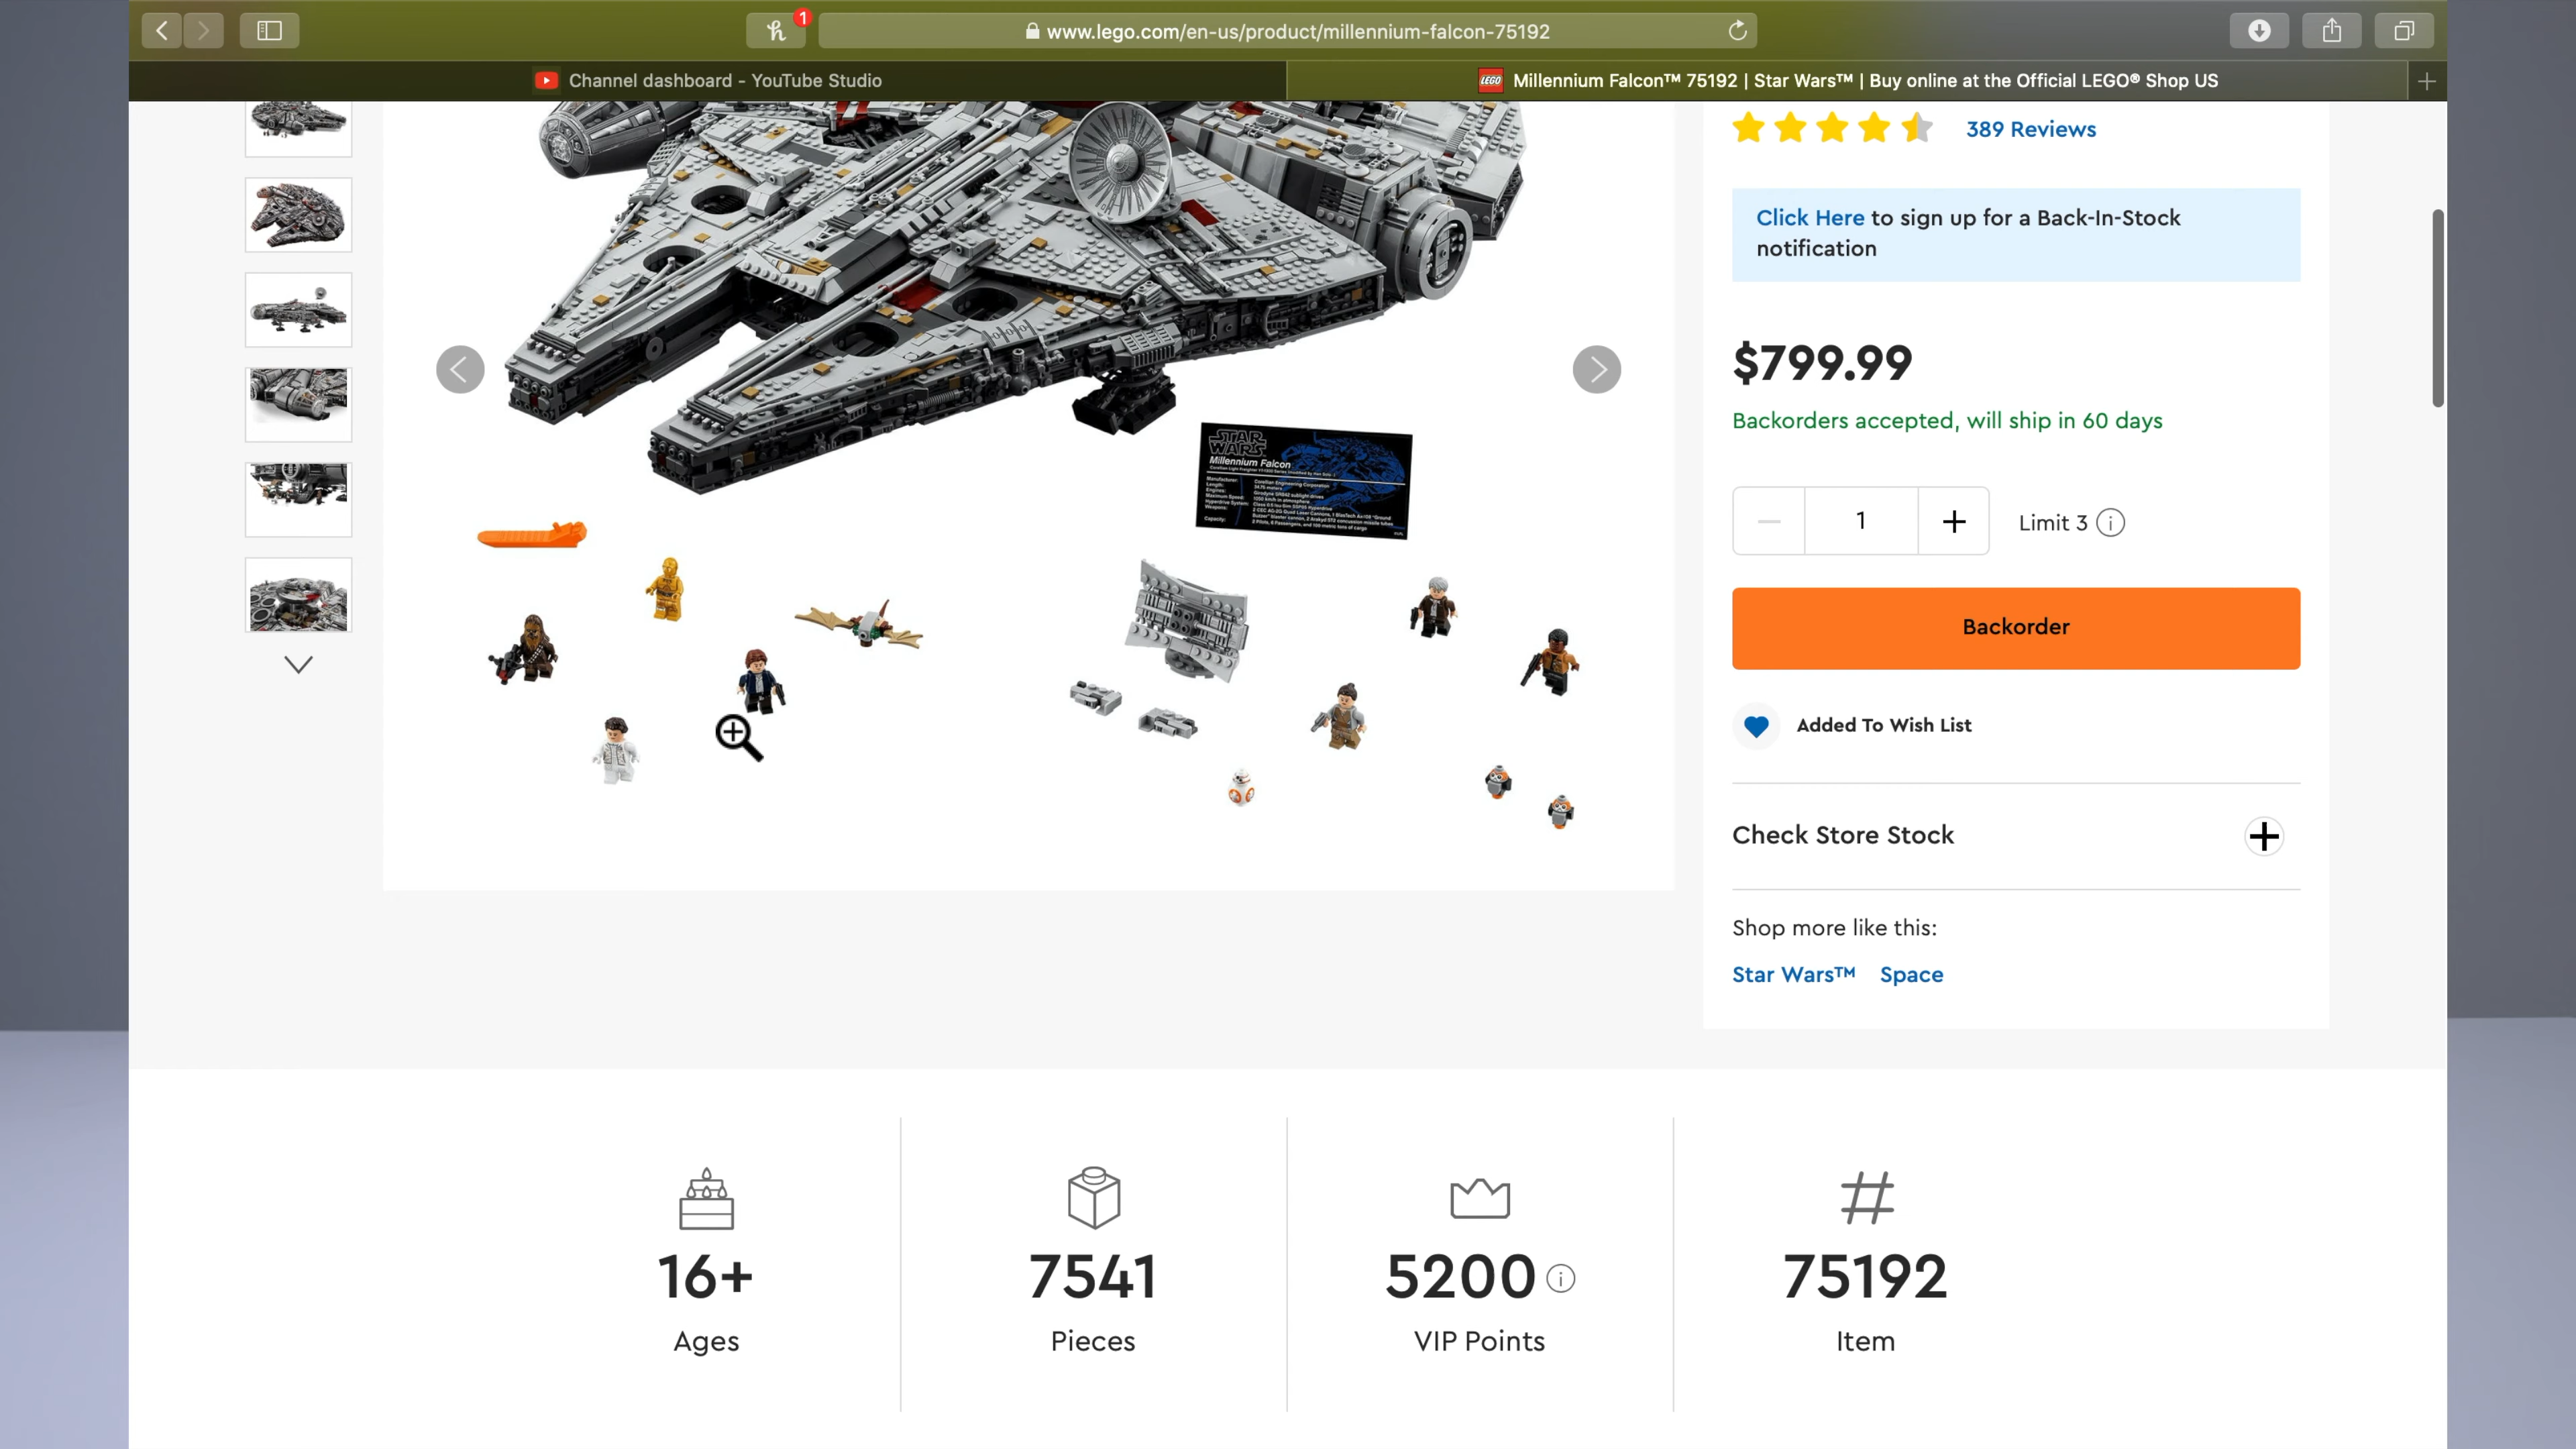 1
www.lego.com/en-us/product/millennium-falcon-75192
Channel dashboard - YouTube Studio
LEGO
Millennium Falcon™ 75192 | Star Wars™ | Buy online at the Official LEGO® Shop US
389 Reviews
Click Here to sign up for a Back-In-Stock
notification
$799.99
Backorders accepted, will ship in 60 days
1
Limit 3
Backorder
Added To Wish List
Check Store Stock
Shop more like this:
Star Wars™ Space
STAR
WARS
Millennium Falcon
16+
Ages
7541
Pieces
5200
VIP Points
75192
Item